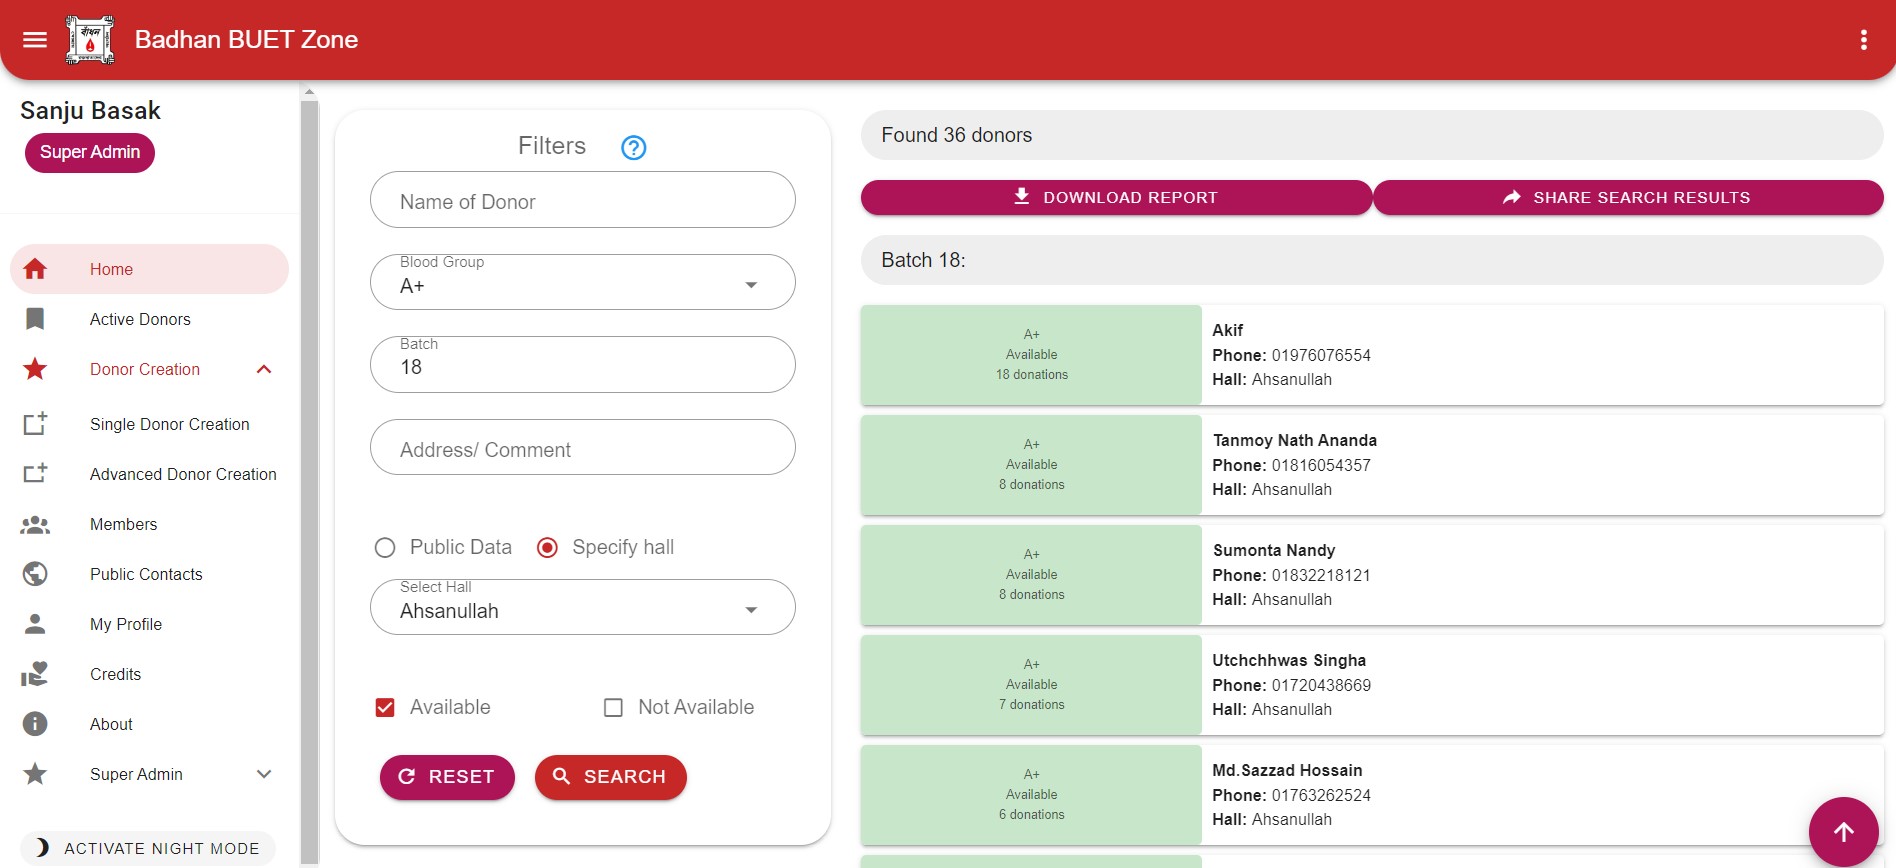 বাঁধন
Badhan BUET Zone
Sanju Basak
Super Admin
Home
Active Donors
Donor Creation
Single Donor Creation
Advanced Donor Creation
Members
Public Contacts
My Profile
Credits
About
Super Admin
ACTIVATE NIGHT MODE
Filters
Name of Donor
Blood Group
A+
Batch
18
Address/ Comment
Public Data
Specify hall
Select Hall
Ahsanullah
Available
Not Available
RESET
SEARCH
Found 36 donors
DOWNLOAD REPORT
SHARE SEARCH RESULTS
Batch 18:
A+
Available
18 donations
Akif
Phone: 01976076554
Hall: Ahsanullah
A+
Available
8 donations
Tanmoy Nath Ananda
Phone: 01816054357
Hall: Ahsanullah
A+
Available
8 donations
Sumonta Nandy
Phone: 01832218121
Hall: Ahsanullah
A+
Available
7 donations
Utchchhwas Singha
Phone: 01720438669
Hall: Ahsanullah
A+
Available
6 donations
Md.Sazzad Hossain
Phone: 01763262524
Hall: Ahsanullah